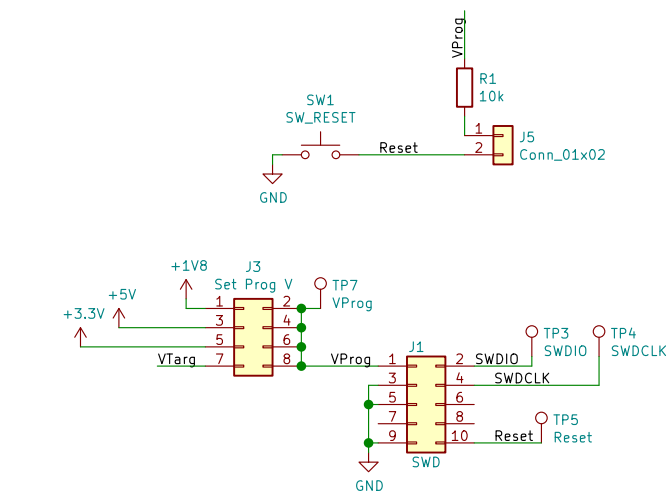 VProg
R1
10k
SW1
SW_RESET
1
J5
Reset
2
Conn_01x02
GND
+1V8
J3
Set Prog V
TP7
VProg
+5V
+3.3V
1 2
3 4
5 6
VTarg 7 8
VProg
J1
TP3
SWDIO
TP4
SWDCLK
1 2 SWDIO
3 4 SWDCLK
5 6
7 8
9 10 Reset
TP5
Reset
SWD
GND